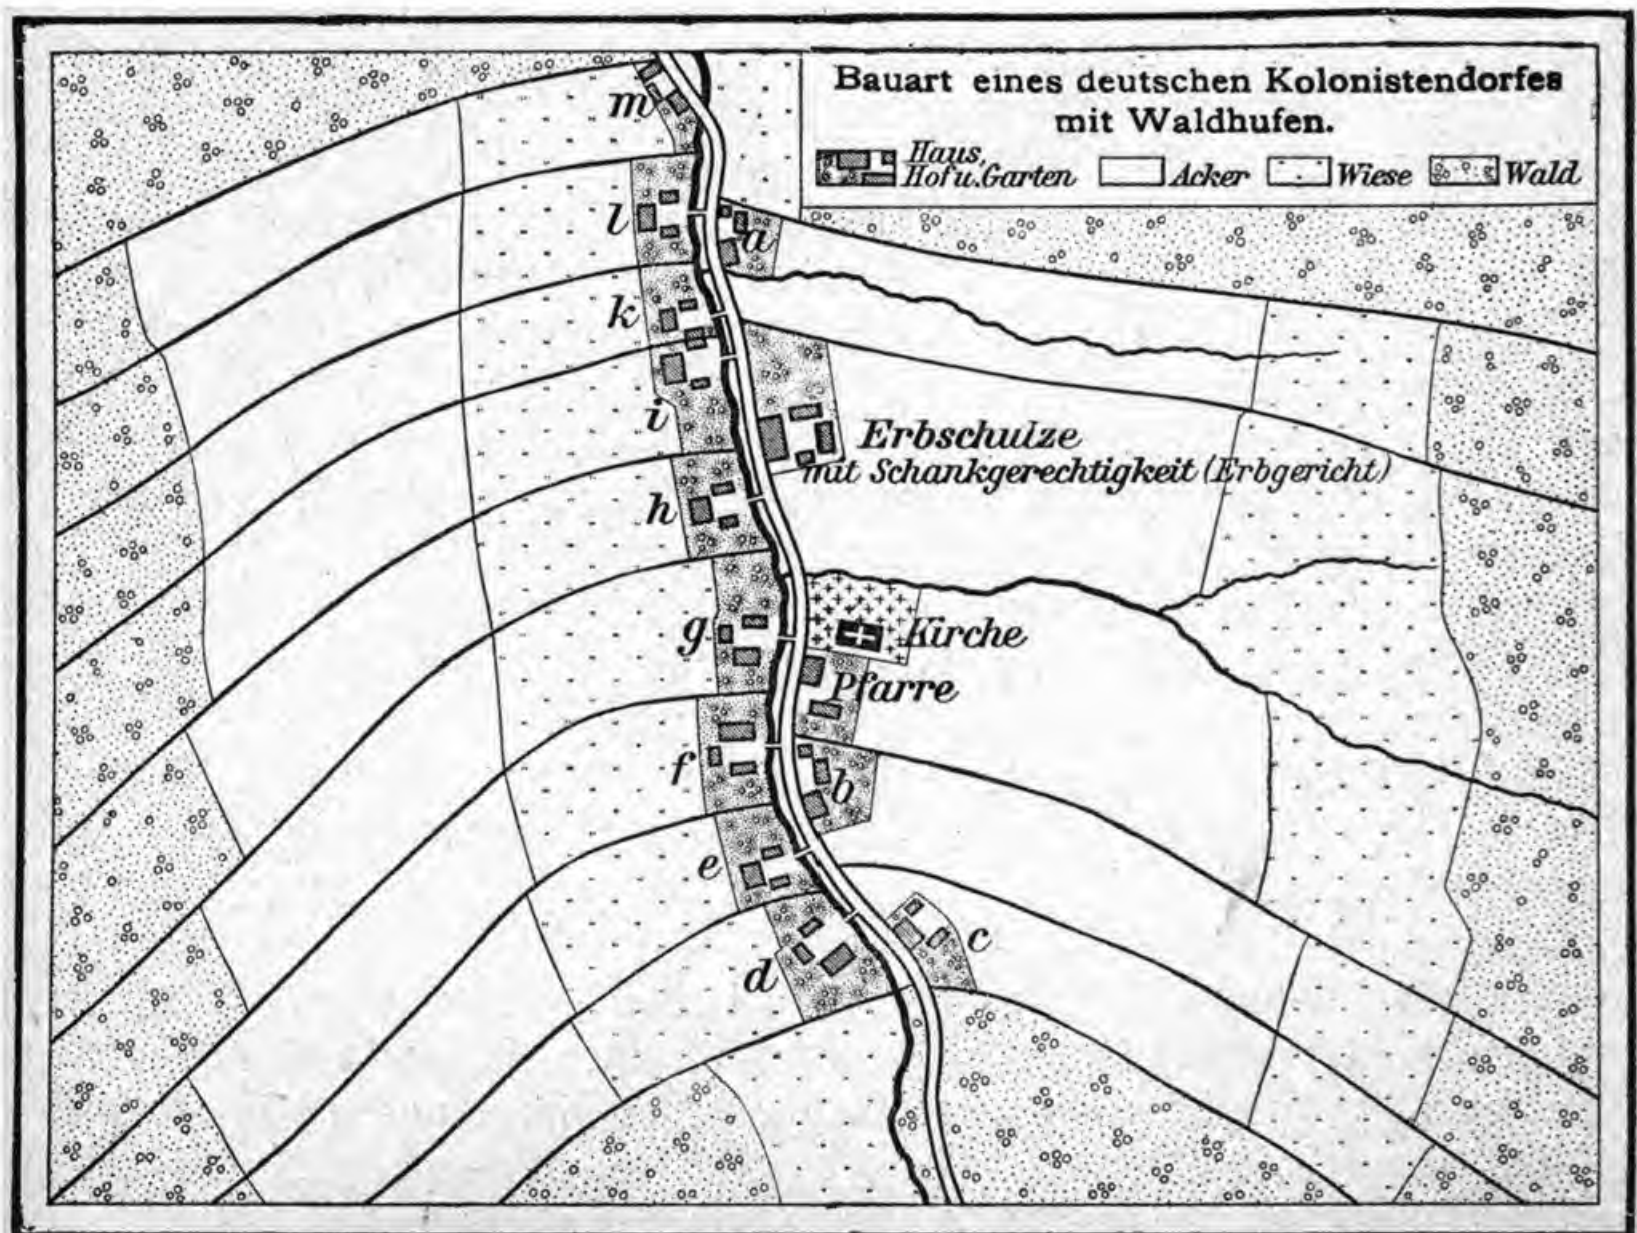 Bauart eines deutschen Kolonistendorfes
mit Waldhufen.
Haus,
Hof u. Garten
Acker
Wiese
Wald
m
l
a
k
i
Erbschulze
mit Schankgerechtigkeit (Erbgericht)
h
g
Kirche
Pfarre
f
b
e
c
d